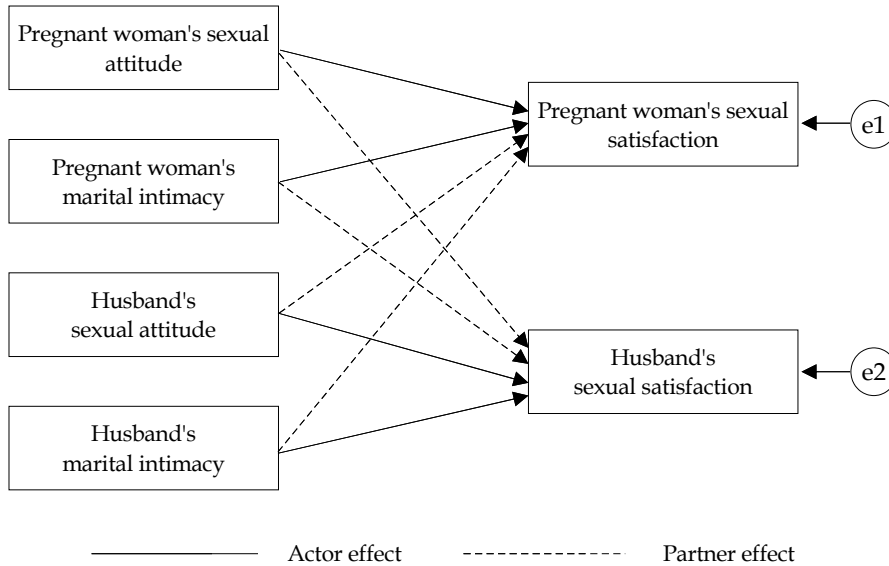 Pregnant woman's sexual
attitude
Pregnant woman's sexual
satisfaction
e1
Pregnant woman's
marital intimacy
Husband's
sexual attitude
Husband's
sexual satisfaction
e2
Husband's
marital intimacy
Actor effect
Partner effect